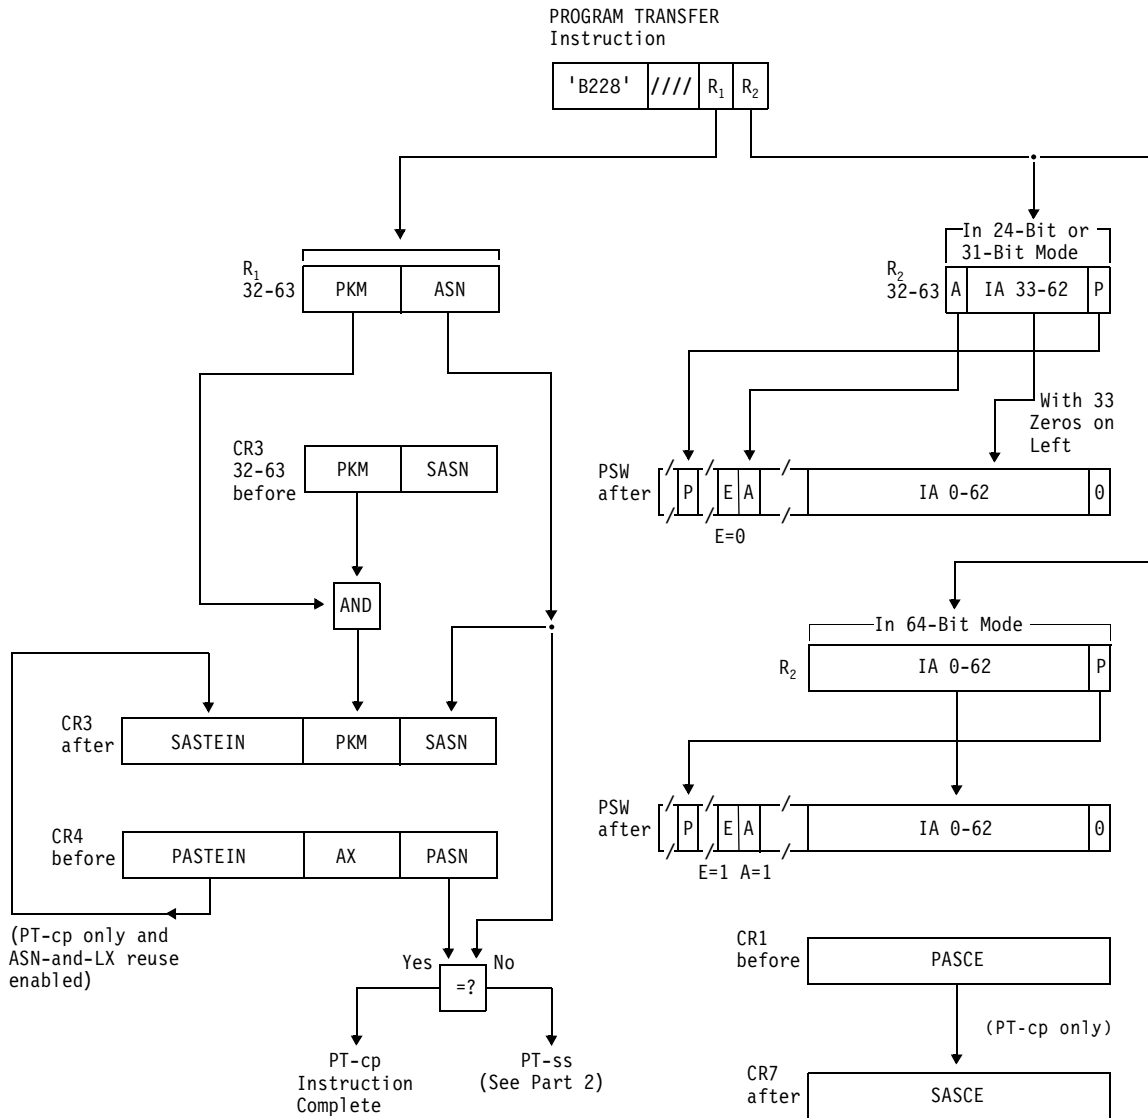 PROGRAM TRANSFER
Instruction
'B228' //// R1 R2
In 24-Bit or
31-Bit Mode
R1
32-63
PKM ASN
R2
32-63
A IA 33-62 P
With 33
Zeros on
Left
CR3
32-63
before
PKM SASN
PSW
after
P E A IA 0-62 0
E=0
AND
In 64-Bit Mode
R2
IA 0-62 P
CR3
after
SASTEIN PKM SASN
PSW
after
P E A IA 0-62 0
E=1 A=1
CR4
before
PASTEIN AX PASN
(PT-cp only and
ASN-and-LX reuse
enabled)
Yes =? No
PT-cp
Instruction
Complete
PT-ss
(See Part 2)
CR1
before
PASCE
(PT-cp only)
CR7
after
SASCE